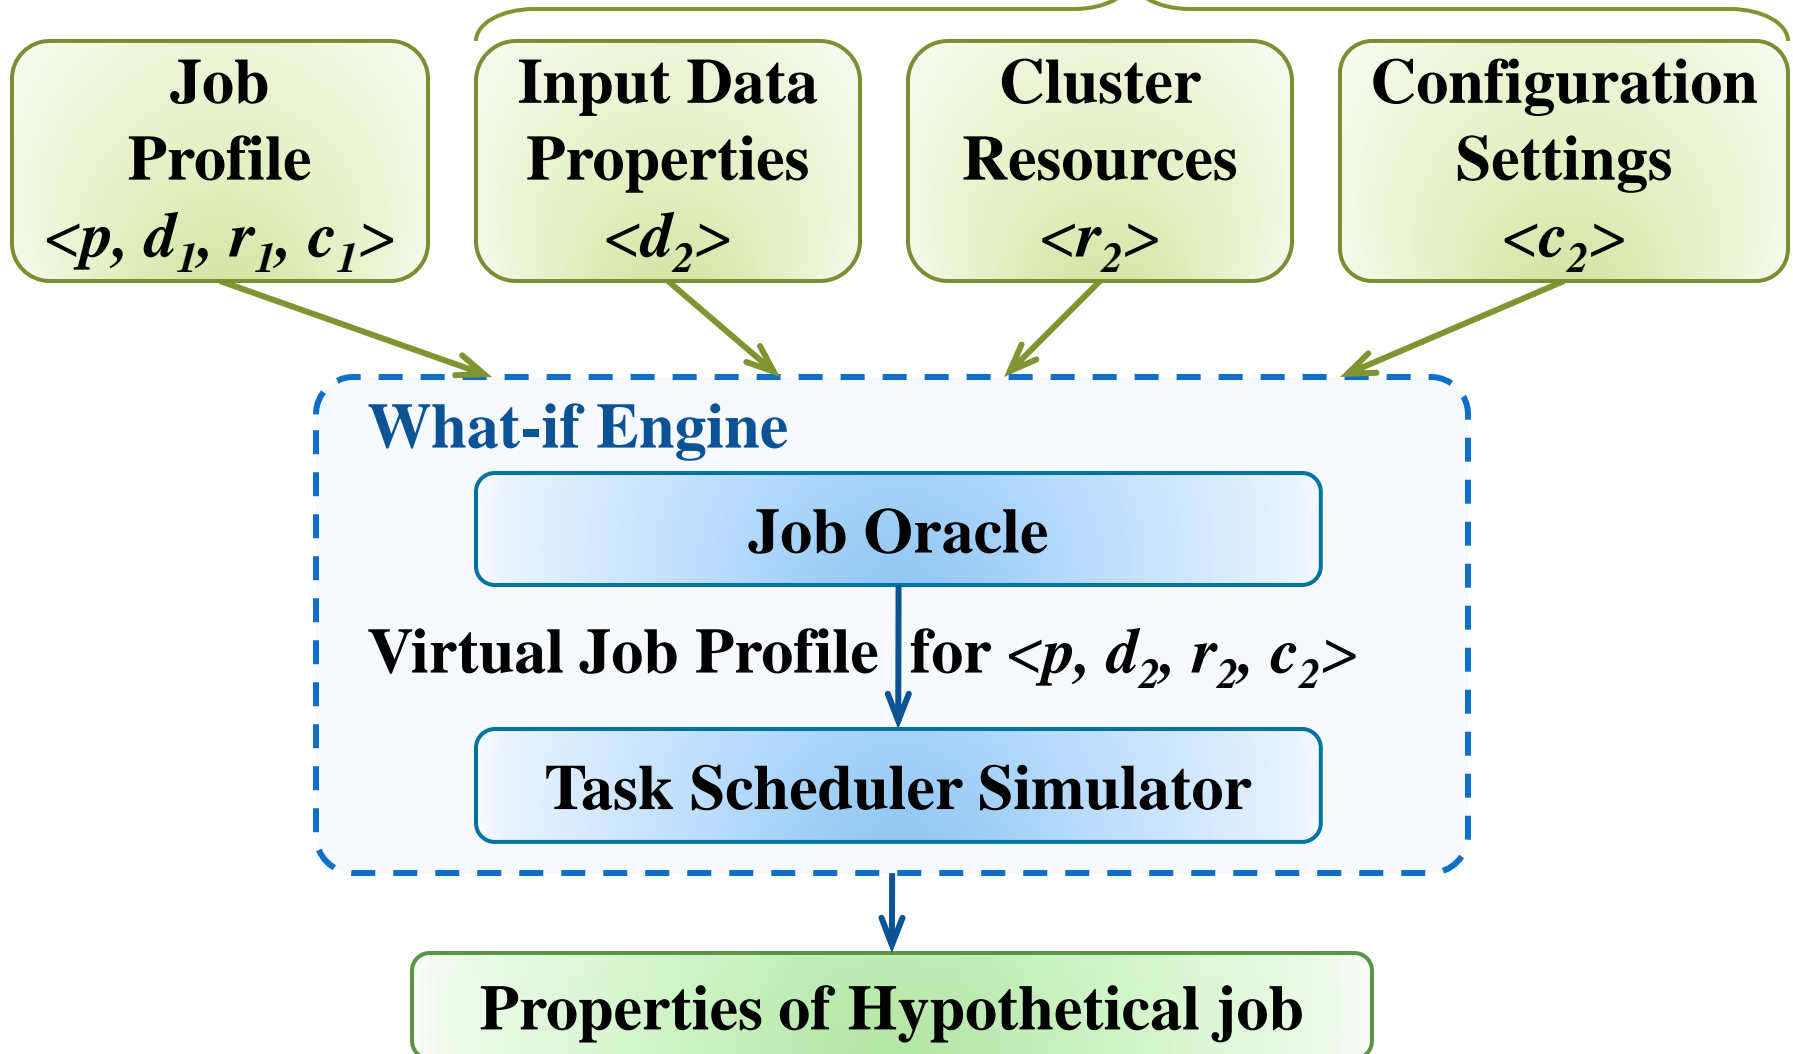 Job
Profile
<p, d1, r1, c1>
Input Data
Properties
<d2>
Cluster
Resources
<r2>
Configuration
Settings
<c2>
What-if Engine
Job Oracle
Virtual Job Profile for <p, d2, r2, c2>
Task Scheduler Simulator
Properties of Hypothetical job